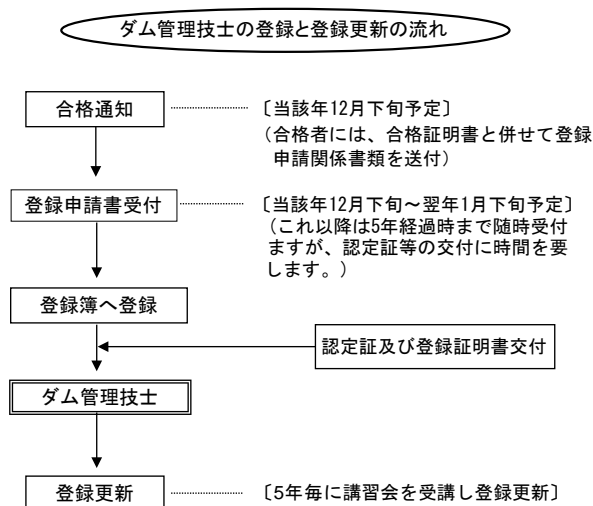 ダム管理技士の登録と登録更新の流れ
合格通知
〔当該年12月下旬予定〕
（合格者には、合格証明書と併せて登録
申請関係書類を送付）
登録申請書受付
〔当該年12月下旬～翌年1月下旬予定〕
（これ以降は5年経過時まで随時受付
ますが、認定証等の交付に時間を要
します。）
登録簿へ登録
認定証及び登録証明書交付
ダム管理技士
登録更新
〔5年毎に講習会を受講し登録更新〕